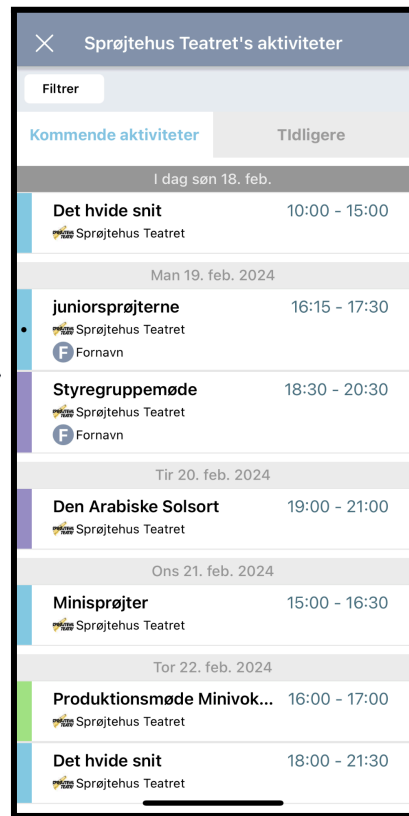 Sprøjtehus Teatret's aktiviteter
Filtrer
Kommende aktiviteter
TIdligere
I dag søn 18. feb.
Det hvide snit 10:00 - 15:00
Sprøjtehus Teatret
Man 19. feb. 2024
juniorsprøjterne 16:15 - 17:30
Sprøjtehus Teatret
F Fornavn
Styregruppemøde 18:30 - 20:30
Sprøjtehus Teatret
F Fornavn
Tir 20. feb. 2024
Den Arabiske Solsort 19:00 - 21:00
Sprøjtehus Teatret
Ons 21. feb. 2024
Minisprøjter 15:00 - 16:30
Sprøjtehus Teatret
Tor 22. feb. 2024
Produktionsmøde Minivok... 16:00 - 17:00
Sprøjtehus Teatret
Det hvide snit 18:00 - 21:30
Sprøjtehus Teatret